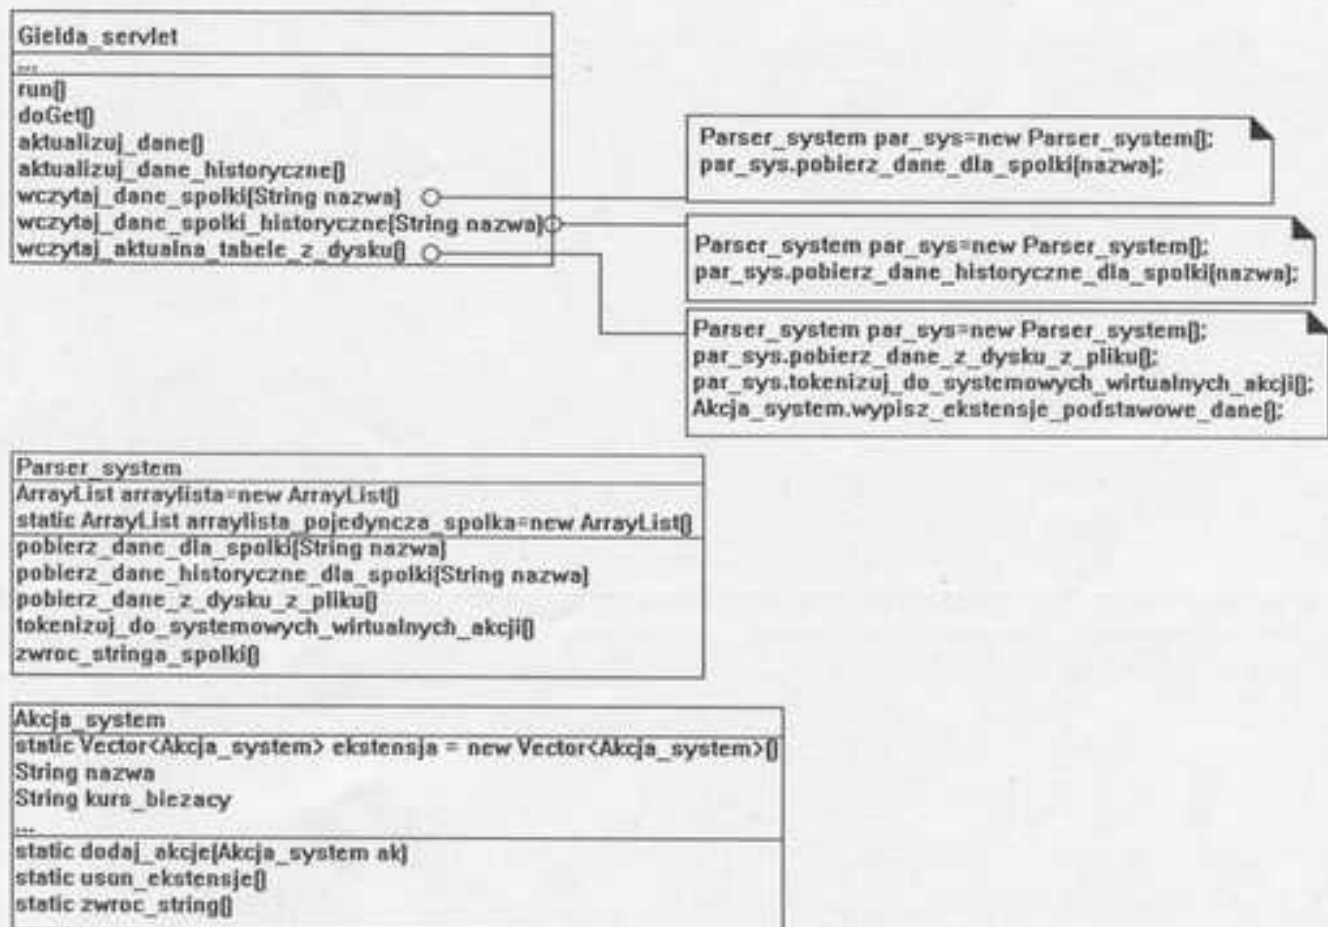 Gielda_servlet
...
run()
doGet()
aktualizuj_dane()
aktualizuj_dane_historyczne()
wczytaj_dane_spolki(String nazwa)
wczytaj_dane_spolki_historyczne(String nazwa)
wczytaj_aktualna_tabele_z_dysku()
Parser_system par_sys=new Parser_system();
par_sys.pobierz_dane_dla_spolki(nazwa);
Parser_system par_sys=new Parser_system();
par_sys.pobierz_dane_historyczne_dla_spolki(nazwa);
Parser_system par_sys=new Parser_system();
par_sys.pobierz_dane_z_dysku_z_pliku();
par_sys.tokenizuj_do_systemowych_wirtualnych_akcji();
Akcja_system.wypisz_ekstensje_podstawowe_dane();
Parser_system
ArrayList arraylista=new ArrayList()
static ArrayList arraylista_pojedyncza_spolka=new ArrayList()
pobierz_dane_dla_spolki(String nazwa)
pobierz_dane_historyczne_dla_spolki(String nazwa)
pobierz_dane_z_dysku_z_pliku()
tokenizuj_do_systemowych_wirtualnych_akcji()
zwroc_stringa_spolki()
Akcja_system
static Vector<Akcja_system> ekstensja = new Vector<Akcja_system>()
String nazwa
String kurs_biezacy
...
static dodaj_akcje(Akcja_system ak)
static usun_ekstensje()
static zwroc_string()